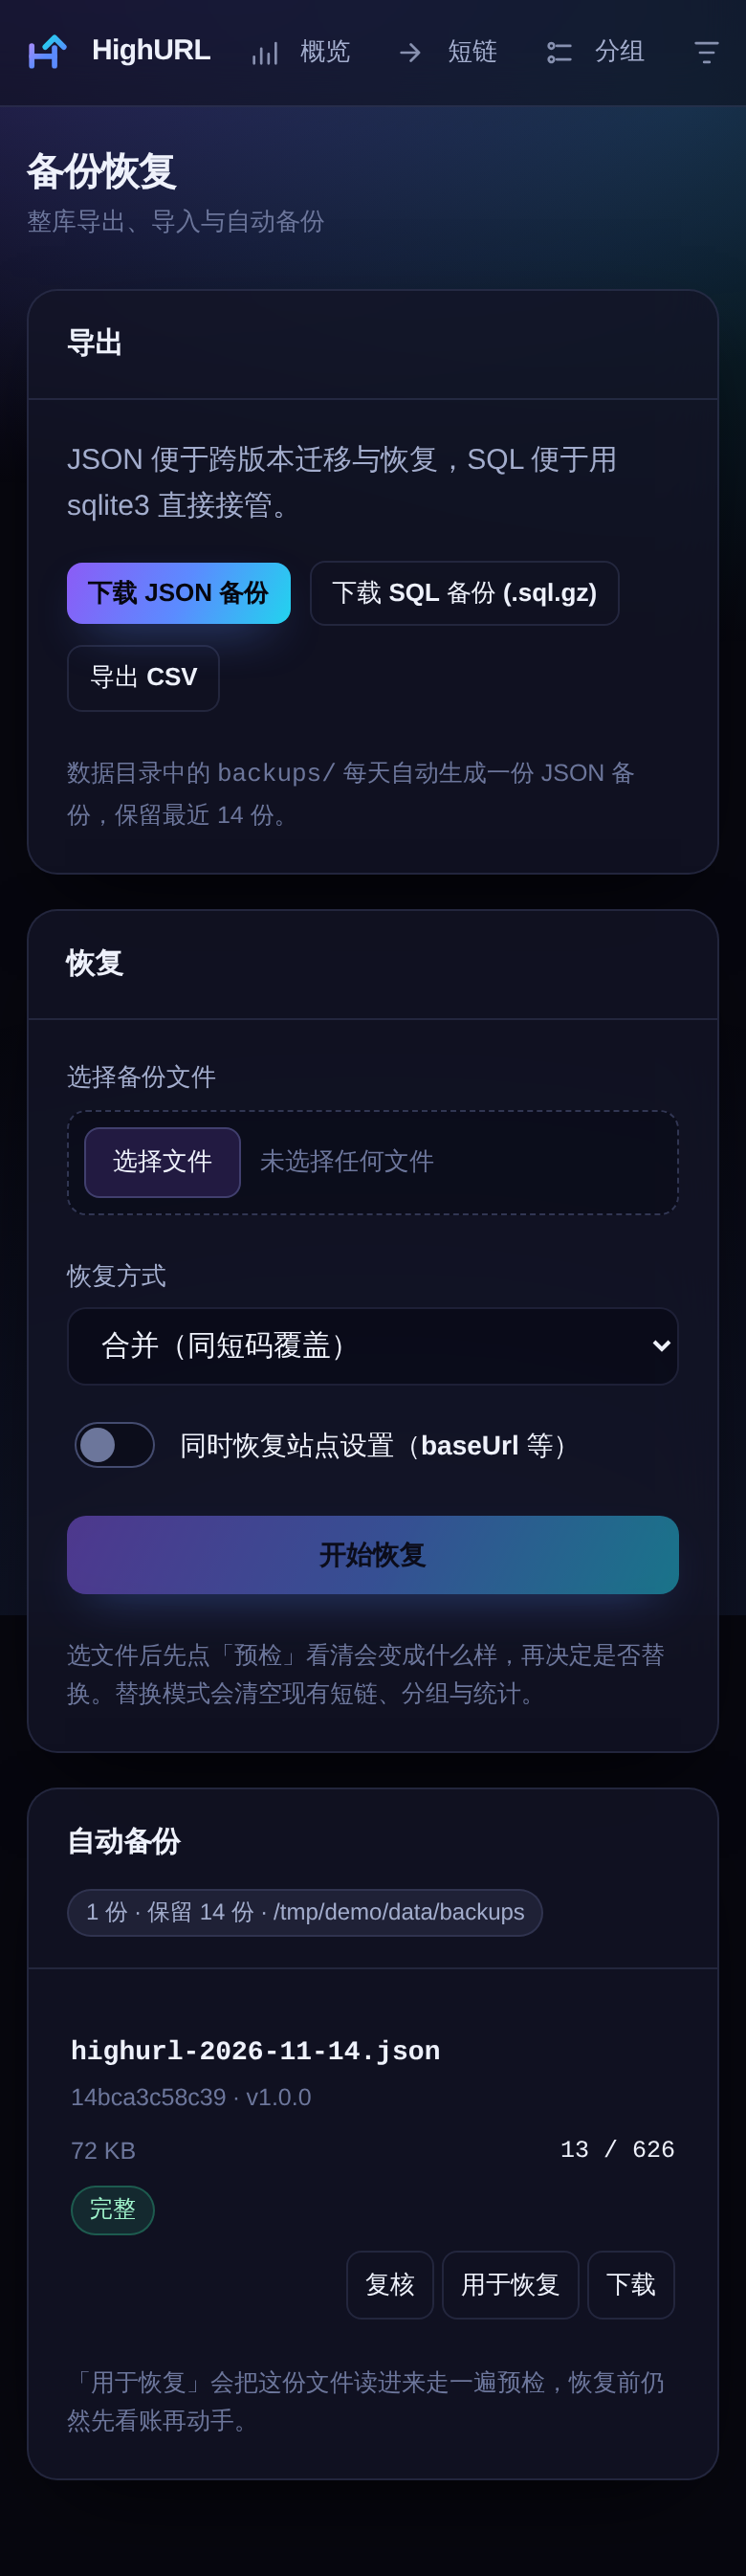 HighURL 概览 短链 分组
备份恢复
整库导出、导入与自动备份
导出
JSON 便于跨版本迁移与恢复，SQL 便于用
sqlite3 直接接管。
下载 JSON 备份 下载 SQL 备份 (.sql.gz)
导出 CSV
数据目录中的 backups/ 每天自动生成一份 JSON 备
份，保留最近 14 份。
恢复
选择备份文件
选择文件 未选择任何文件
恢复方式
合并（同短码覆盖）
同时恢复站点设置（baseUrl 等）
开始恢复
选文件后先点「预检」看清会变成什么样，再决定是否替
换。替换模式会清空现有短链、分组与统计。
自动备份
1 份 · 保留 14 份 · /tmp/demo/data/backups
highurl-2026-11-14.json
14bca3c58c39 · v1.0.0
72 KB 13 / 626
完整
复核 用于恢复 下载
「用于恢复」会把这份文件读进来走一遍预检，恢复前仍
然先看账再动手。